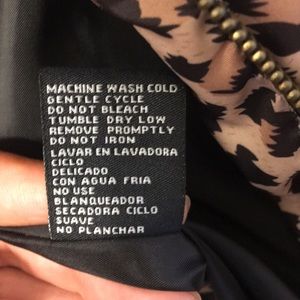 MACHINE WASH COLD
GENTLE CYCLE
DO NOT BLEACH
TUMBLE DRY LOW
REMOVE PROMPTLY
DO NOT IRON
LAVAR EN LAVADORA
CICLO
DELICADO
CON AGUA FRIA
NO USE
BLANQUEADOR
SECADORA CICLO
SUAVE
NO PLANCHAR